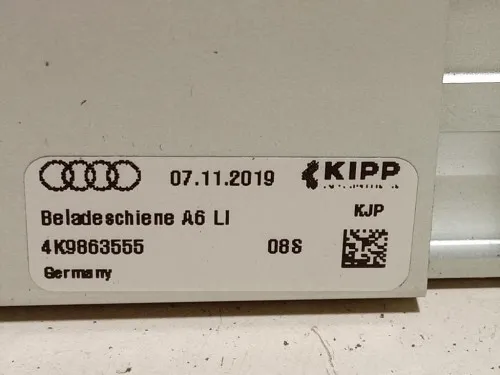 07.11.2019 KIPP
Beladeschiene A6 LI KJP
4K9863555 08S
Germany